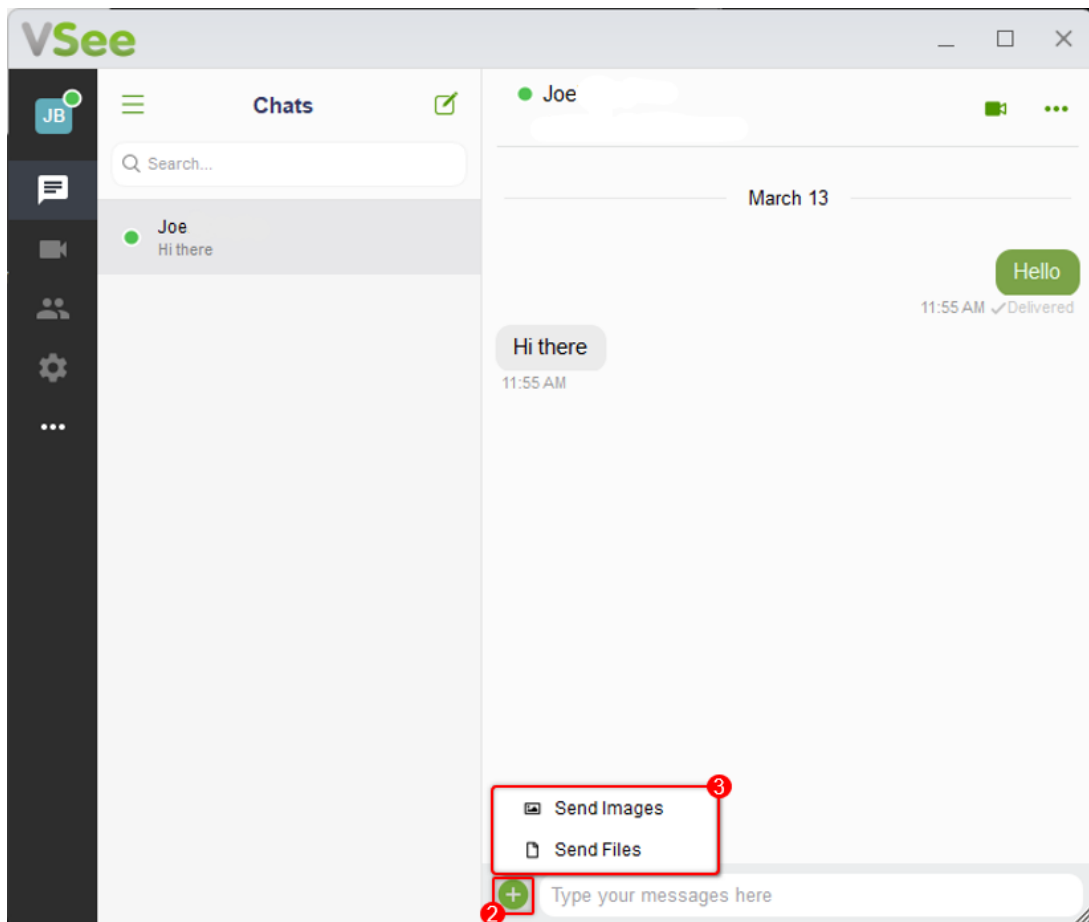 VSee
JB
Chats
Search...
Joe
Hi there
Joe
March 13
Hello
11:55 AM ✓Delivered
Hi there
11:55 AM
3
Send Images
Send Files
2
Type your messages here